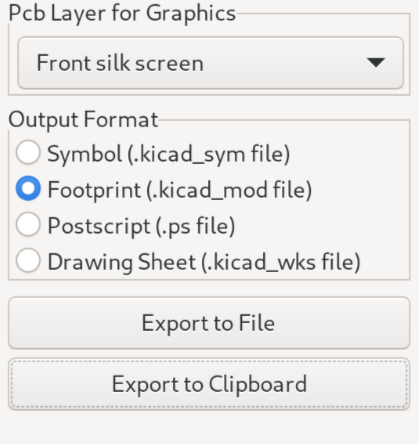 Pcb Layer for Graphics
Front silk screen
Output Format
Symbol (.kicad_sym file)
Footprint (.kicad_mod file)
Postscript (.ps file)
Drawing Sheet (.kicad_wks file)
Export to File
Export to Clipboard